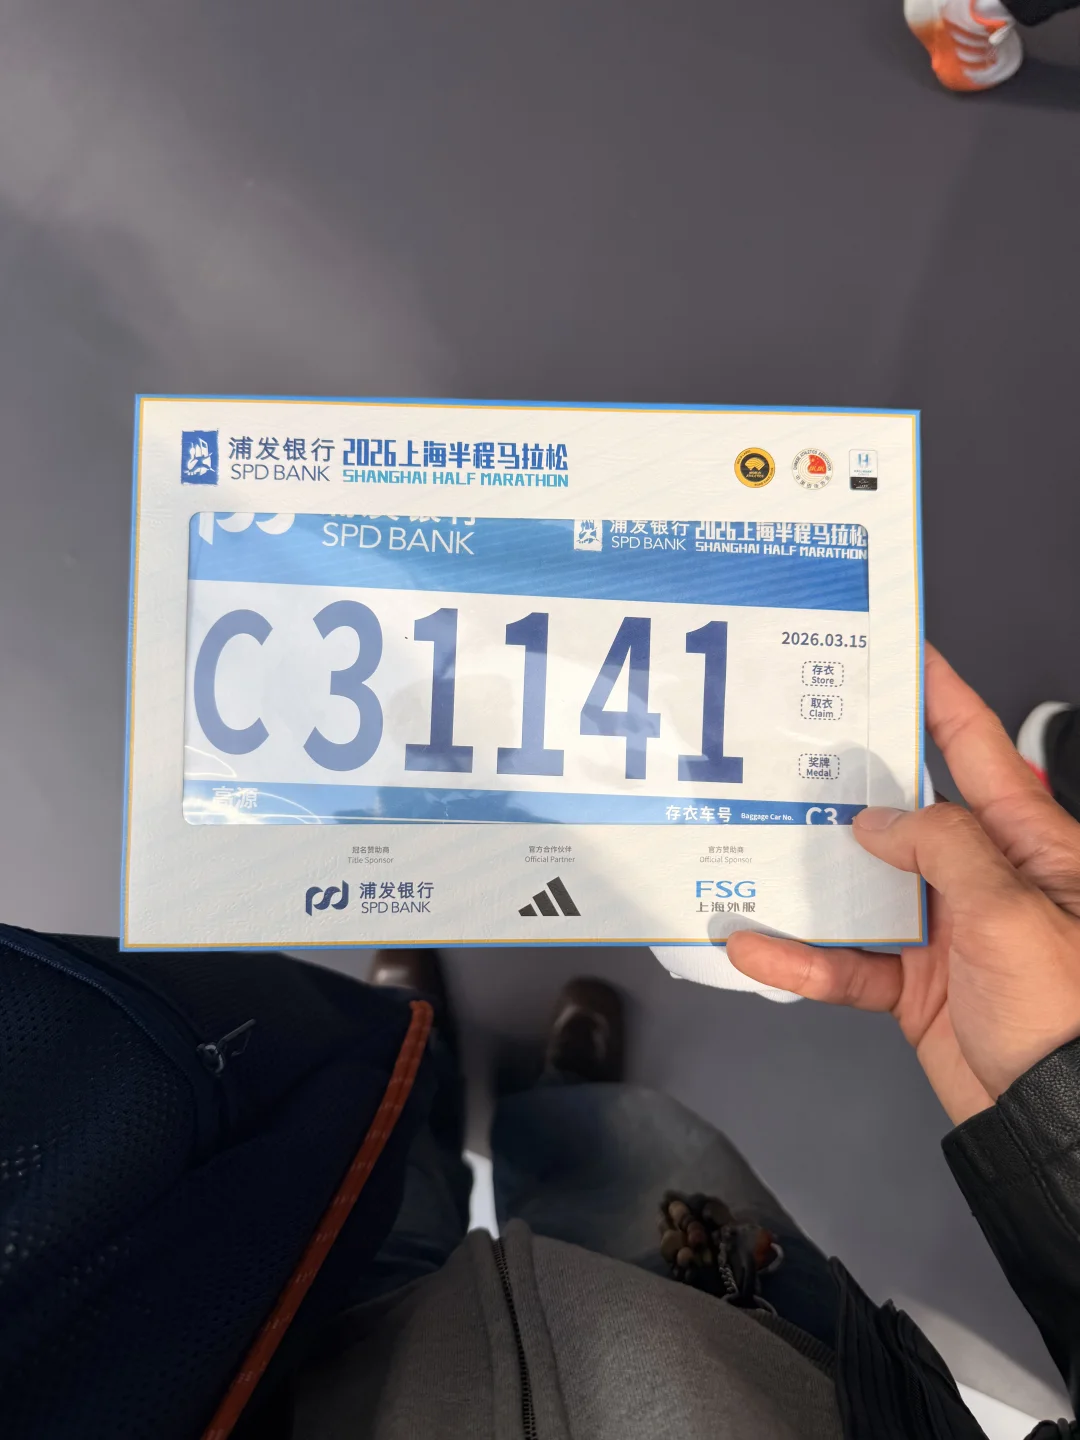 浦发银行 2026上海半程马拉松
SPD BANK SHANGHAI HALF MARATHON
SPD BANK
浦发银行 2026上海半程马拉松
SPD BANK SHANGHAI HALF MARATHON
C31141
2026.03.15
存衣
Store
取衣
Claim
奖牌
Medal
高源
存衣车号 Baggage Car No. C3
冠名赞助商
Title Sponsor
浦发银行
SPD BANK
官方合作伙伴
Official Partner
官方赞助商
Official Sponsor
FSG
上海外服